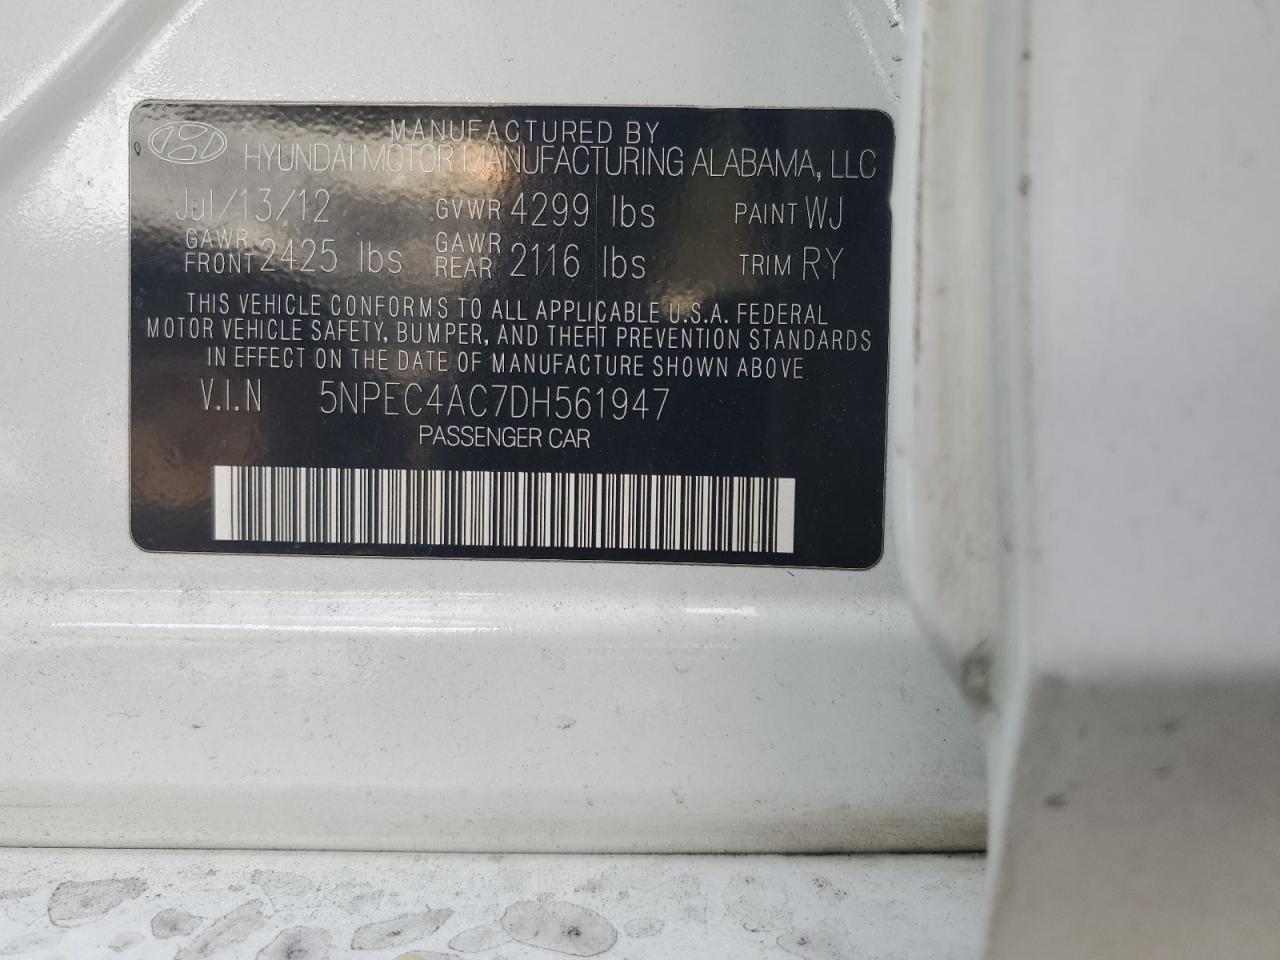 MANUFACTURED BY
HYUNDAI MOTOR MANUFACTURING ALABAMA, LLC
Jul/13/12 GVWR 4299 lbs PAINT WJ
GAWR FRONT 2425 lbs GAWR REAR 2116 lbs TRIM RY
THIS VEHICLE CONFORMS TO ALL APPLICABLE U.S.A. FEDERAL
MOTOR VEHICLE SAFETY, BUMPER, AND THEFT PREVENTION STANDARDS
IN EFFECT ON THE DATE OF MANUFACTURE SHOWN ABOVE
V.I.N 5NPEC4AC7DH561947
PASSENGER CAR